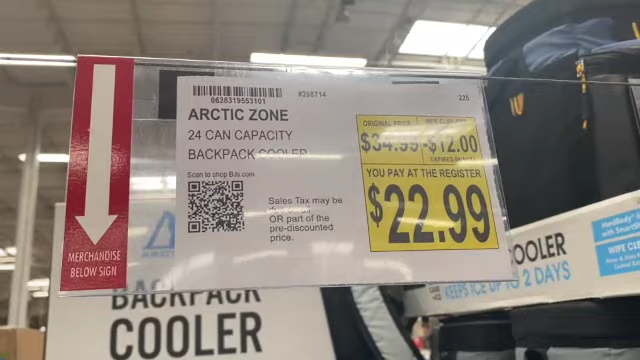 0628319553101
#298714
225
ARCTIC ZONE
24 CAN CAPACITY
BACKPACK COOLER
Scan to shop BJs.com
Sales Tax may be
OR part of the
pre-discounted
price.
ORIGINAL PRICE
$34.99 -$12.00
YOU PAY AT THE REGISTER
$22.99
MERCHANDISE
BELOW SIGN
BACKPACK
COOLER
COOLER
KEEPS ICE UP TO 2 DAYS